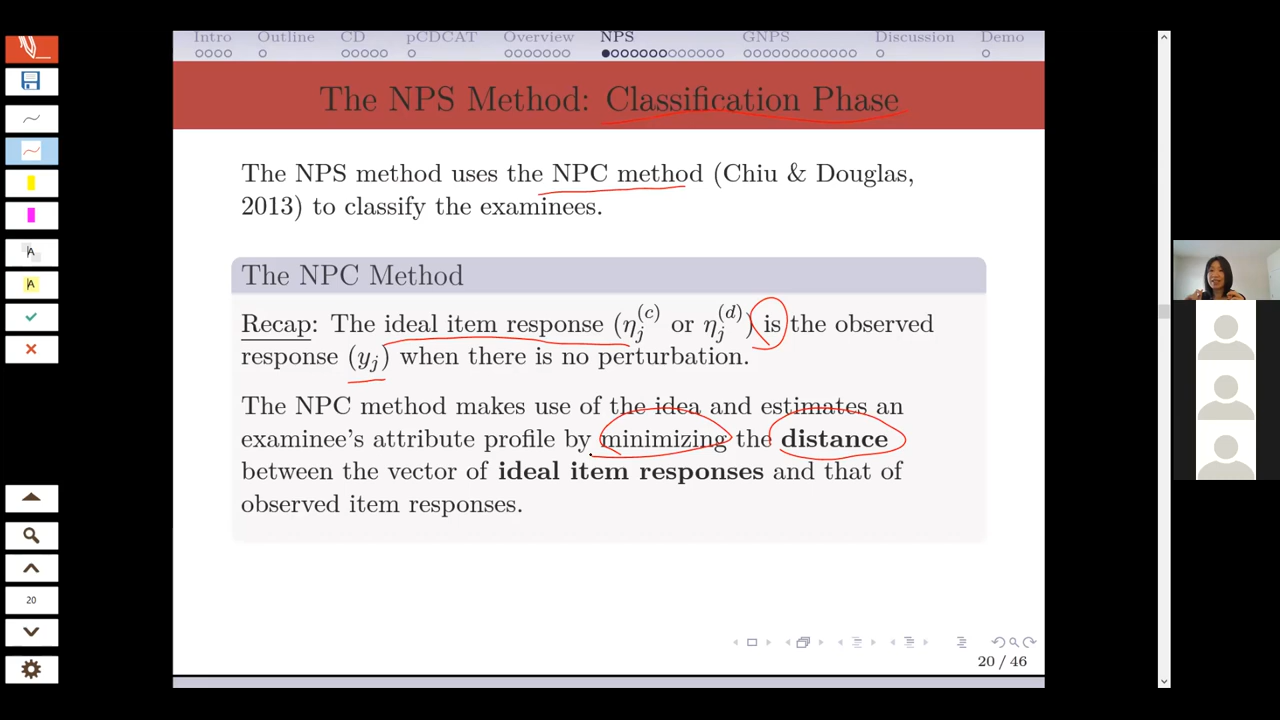 Intro Outline CD pCDCAT Overview NPS GNPS Discussion Demo
The NPS Method: Classification Phase
The NPS method uses the NPC method (Chiu & Douglas,
2013) to classify the examinees.
The NPC Method
Recap: The ideal item response (η_j^(c) or η_j^(d)) is the observed
response (y_j) when there is no perturbation.
The NPC method makes use of the idea and estimates an
examinee's attribute profile by minimizing the distance
between the vector of ideal item responses and that of
observed item responses.
A
A
20
20 / 46